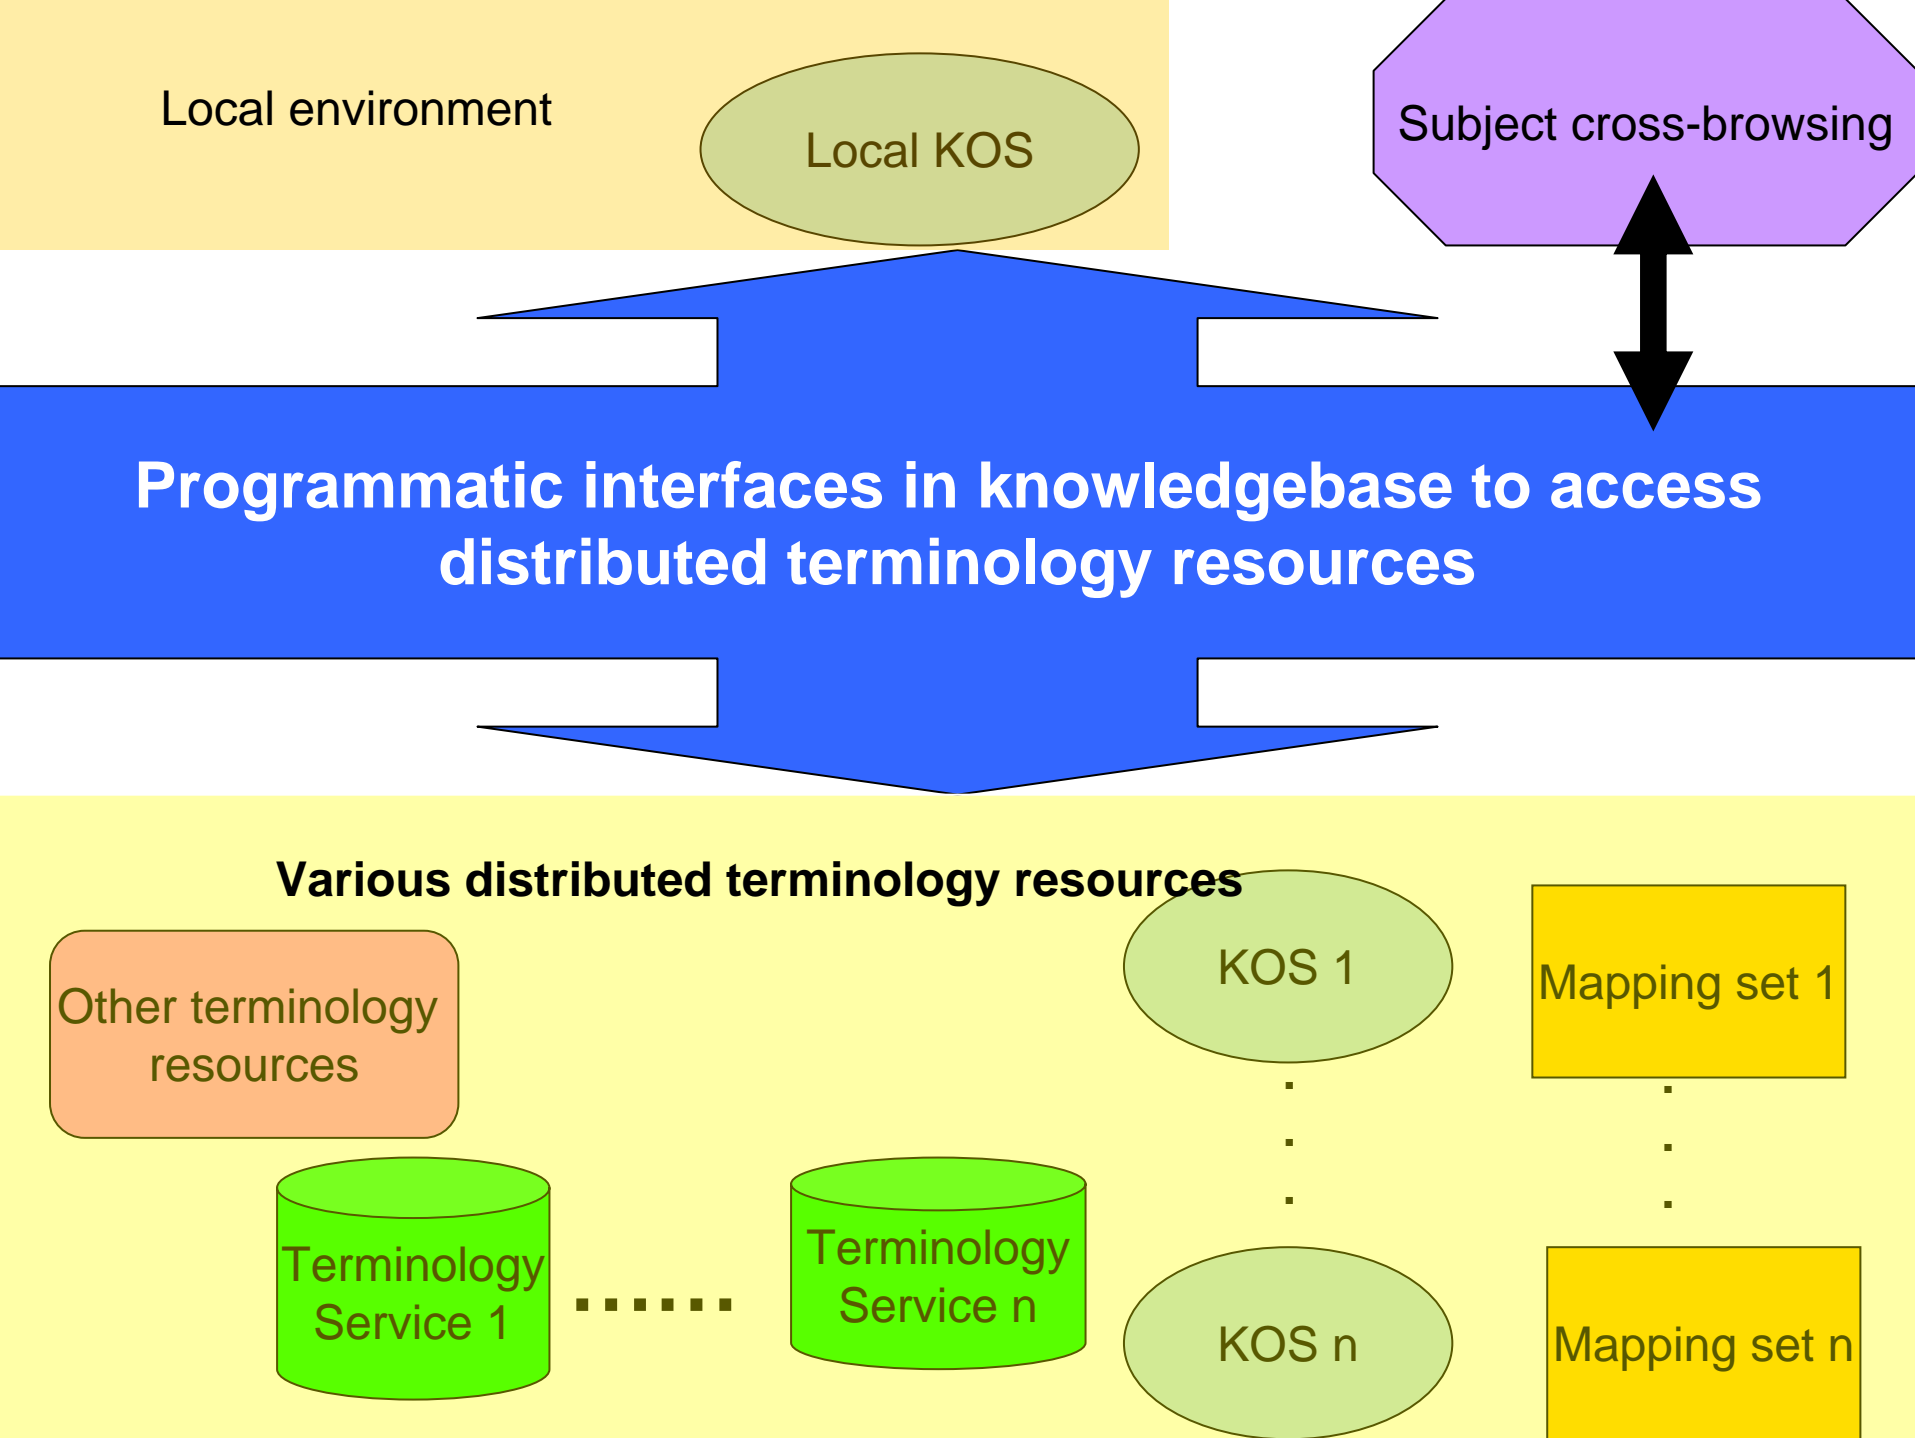 Local environment
Local KOS
Subject cross-browsing
Programmatic interfaces in knowledgebase to access
distributed terminology resources
Various distributed terminology resources
Other terminology
resources
KOS 1
Mapping set 1
.
.
.
.
.
.
Terminology
Service 1
......
Terminology
Service n
KOS n
Mapping set n